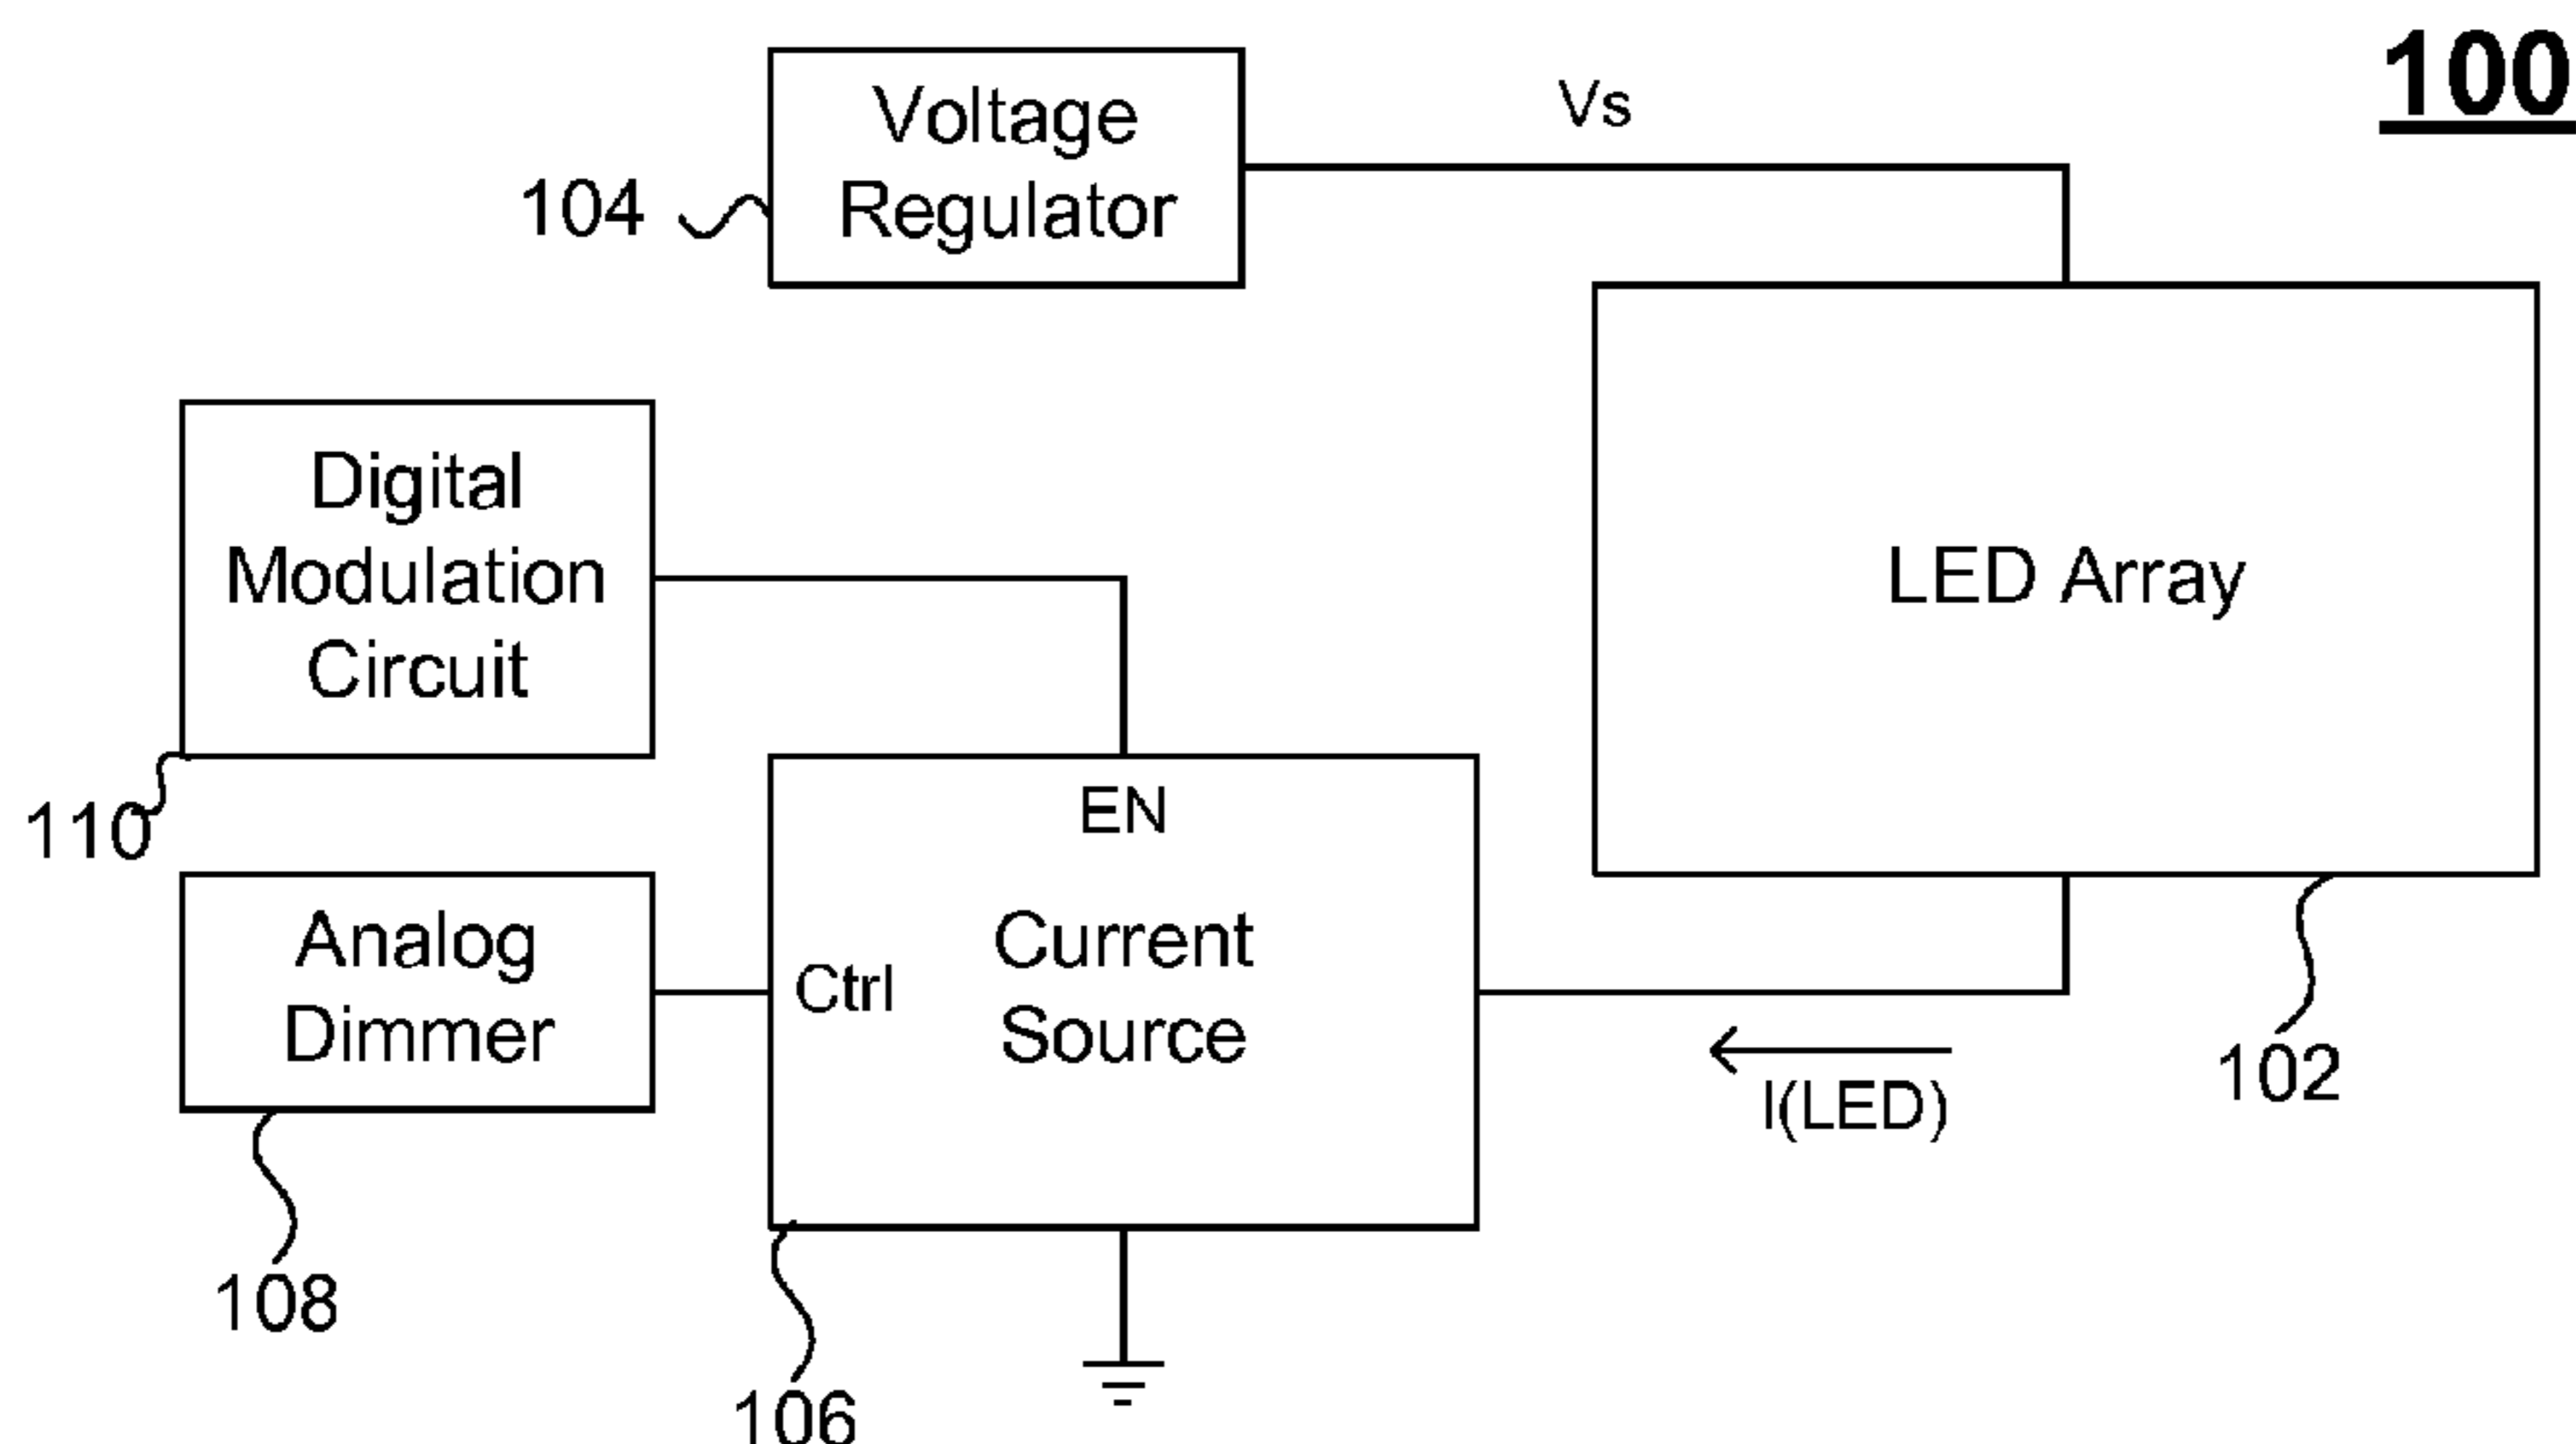 100
Voltage
Regulator
104
Vs
Digital
Modulation
Circuit
110
LED Array
102
EN
Current
Source
Ctrl
106
Analog
Dimmer
108
I(LED)